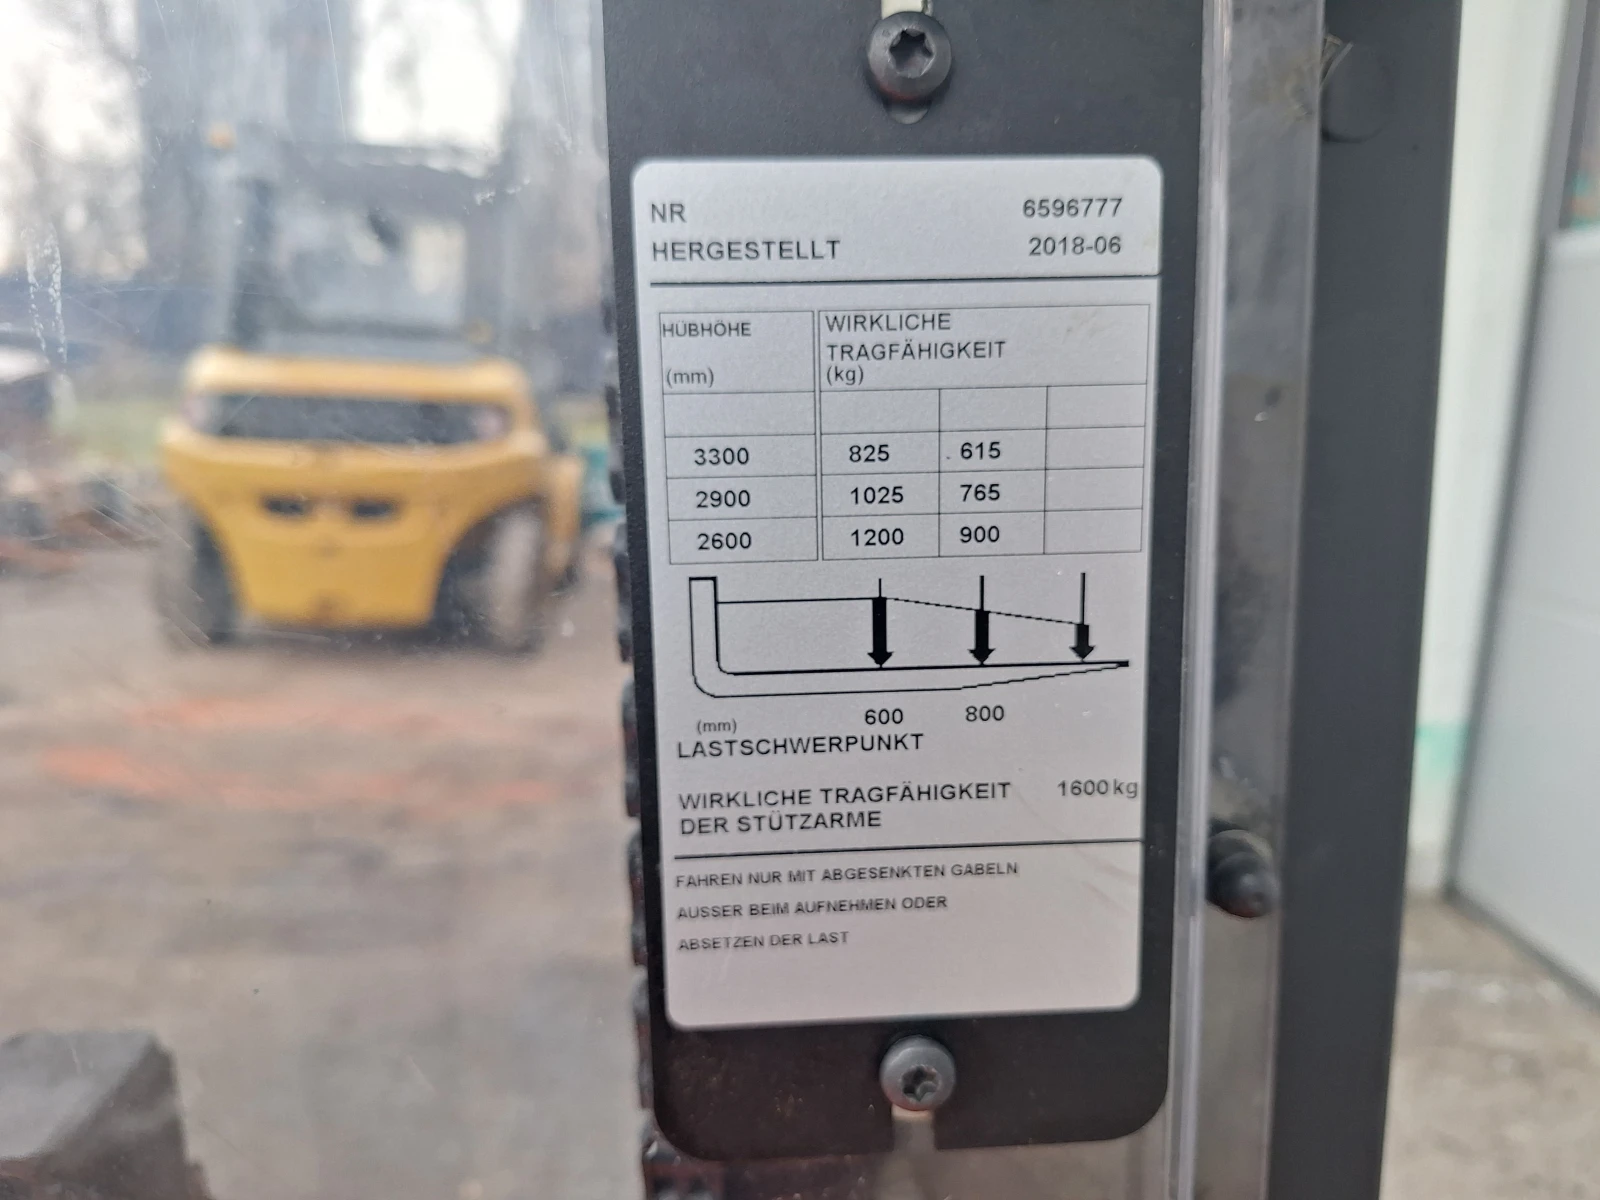 NR 6596777
HERGESTELLT 2018-06
HÜBHÖHE WIRKLICHE
TRAGFÄHIGKEIT
(mm) (kg)
3300 825 615
2900 1025 765
2600 1200 900
600 800
(mm)
LASTSCHWERPUNKT
WIRKLICHE TRAGFÄHIGKEIT 1600 kg
DER STÜTZARME
FAHREN NUR MIT ABGESENKTEN GABELN
AUSSER BEIM AUFNEHMEN ODER
ABSETZEN DER LAST